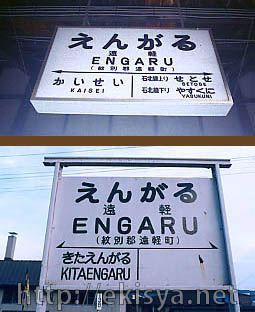 えんがる
遠軽
ENGARU
(紋別郡遠軽町)
かいせい
KAISEI
石北線上り せとせ
SETOSE
石北線下り やすくに
YASUKUNI
えんがる
遠軽
ENGARU
(紋別郡遠軽町)
きたえんがる
KITAENGARU
http://ekisya.net